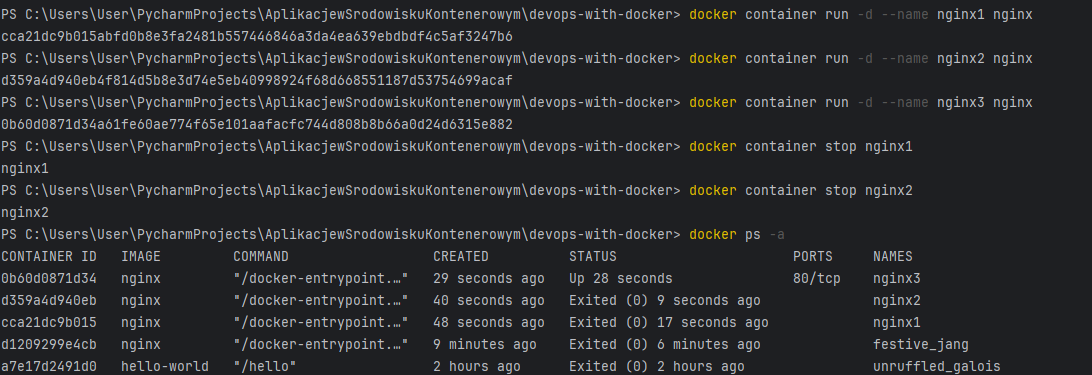 PS C:\Users\User\PycharmProjects\AplikacjewSrodowiskuKontenerowym\devops-with-docker> docker container run -d --name nginx1 nginx
cca21dc9b015abfd0b8e3fa2481b557446846a3da4ea639ebdbdf4c5af3247b6
PS C:\Users\User\PycharmProjects\AplikacjewSrodowiskuKontenerowym\devops-with-docker> docker container run -d --name nginx2 nginx
d359a4d940eb4f814d5b8e3d74e5eb40998924f68d668551187d53754699acaf
PS C:\Users\User\PycharmProjects\AplikacjewSrodowiskuKontenerowym\devops-with-docker> docker container run -d --name nginx3 nginx
0b60d0871d34a61fe60ae774f65e101aafacfc744d808b8b66a0d24d6315e882
PS C:\Users\User\PycharmProjects\AplikacjewSrodowiskuKontenerowym\devops-with-docker> docker container stop nginx1
nginx1
PS C:\Users\User\PycharmProjects\AplikacjewSrodowiskuKontenerowym\devops-with-docker> docker container stop nginx2
nginx2
PS C:\Users\User\PycharmProjects\AplikacjewSrodowiskuKontenerowym\devops-with-docker> docker ps -a
CONTAINER ID   IMAGE         COMMAND                  CREATED          STATUS                      PORTS     NAMES
0b60d0871d34   nginx         "/docker-entrypoint.…"   29 seconds ago   Up 28 seconds               80/tcp    nginx3
d359a4d940eb   nginx         "/docker-entrypoint.…"   40 seconds ago   Exited (0) 9 seconds ago              nginx2
cca21dc9b015   nginx         "/docker-entrypoint.…"   48 seconds ago   Exited (0) 17 seconds ago             nginx1
d1209299e4cb   nginx         "/docker-entrypoint.…"   9 minutes ago    Exited (0) 6 minutes ago              festive_jang
a7e17d2491d0   hello-world   "/hello"                 2 hours ago      Exited (0) 2 hours ago                unruffled_galois